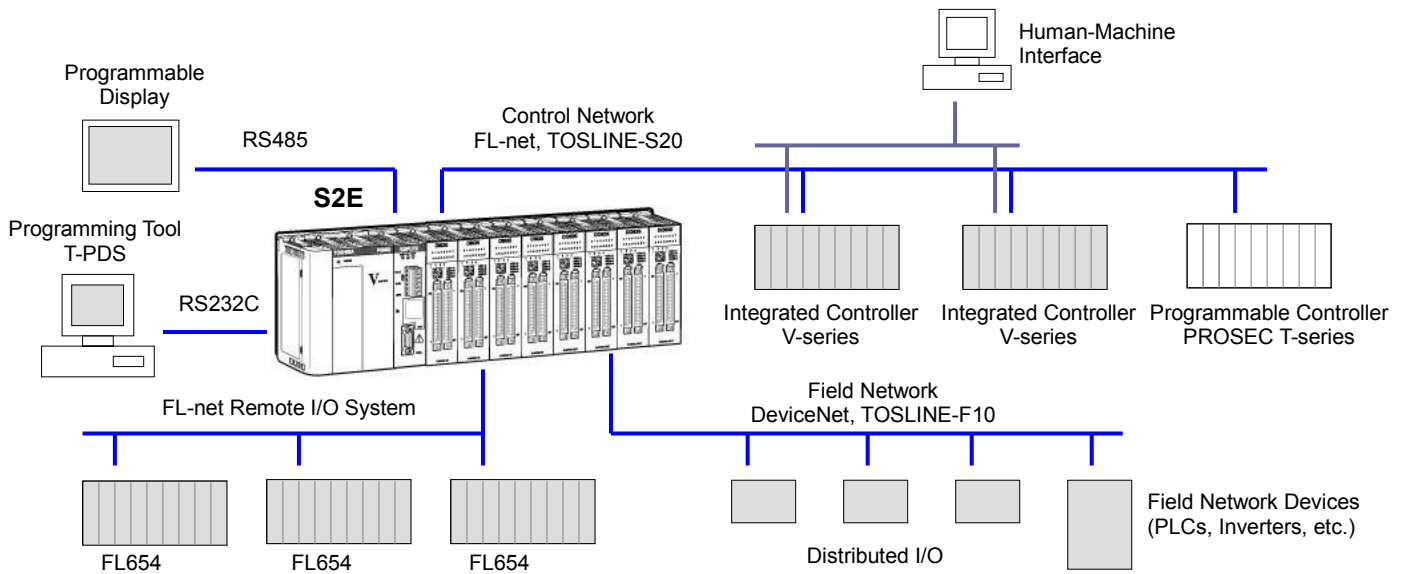 Human-Machine
Interface
Programmable
Display
Control Network
FL-net, TOSLINE-S20
RS485
S2E
Programming Tool
T-PDS
RS232C
V
Integrated Controller
V-series
Integrated Controller
V-series
Programmable Controller
PROSEC T-series
FL-net Remote I/O System
Field Network
DeviceNet, TOSLINE-F10
Field Network Devices
(PLCs, Inverters, etc.)
Distributed I/O
FL654
FL654
FL654